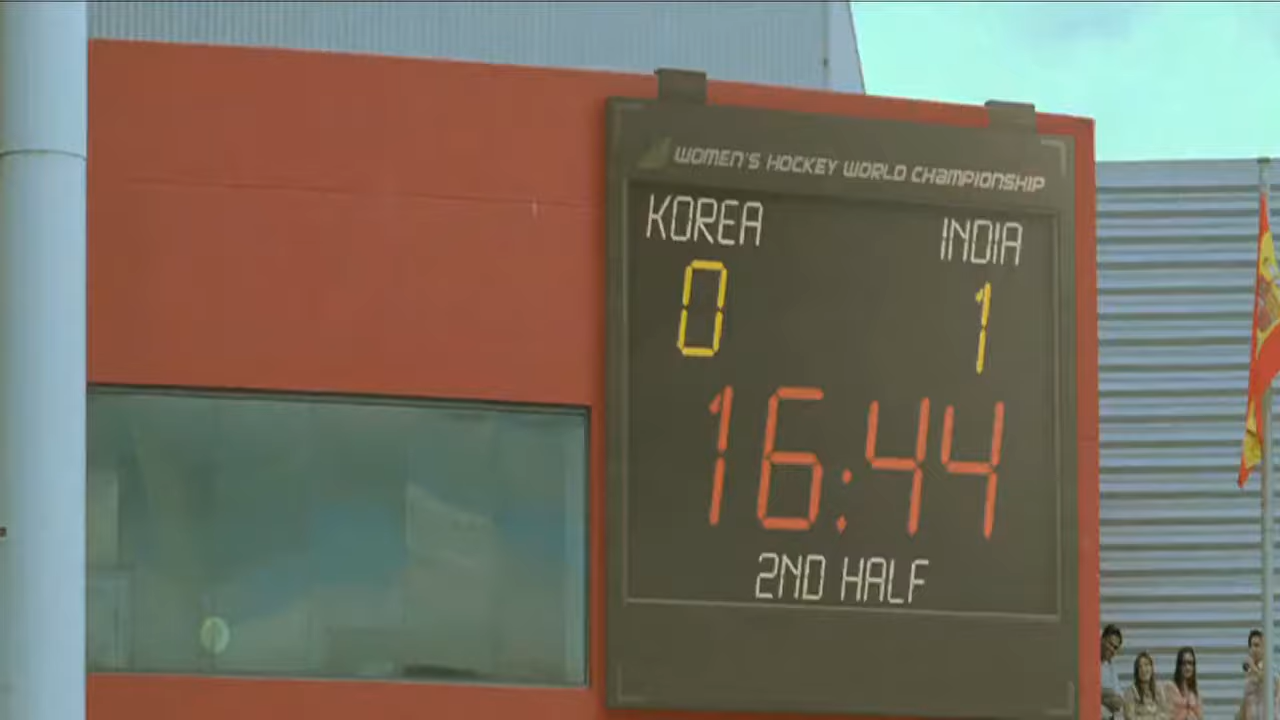 WOMEN'S HOCKEY WORLD CHAMPIONSHIP
KOREA INDIA
0 1
16:44
2ND HALF